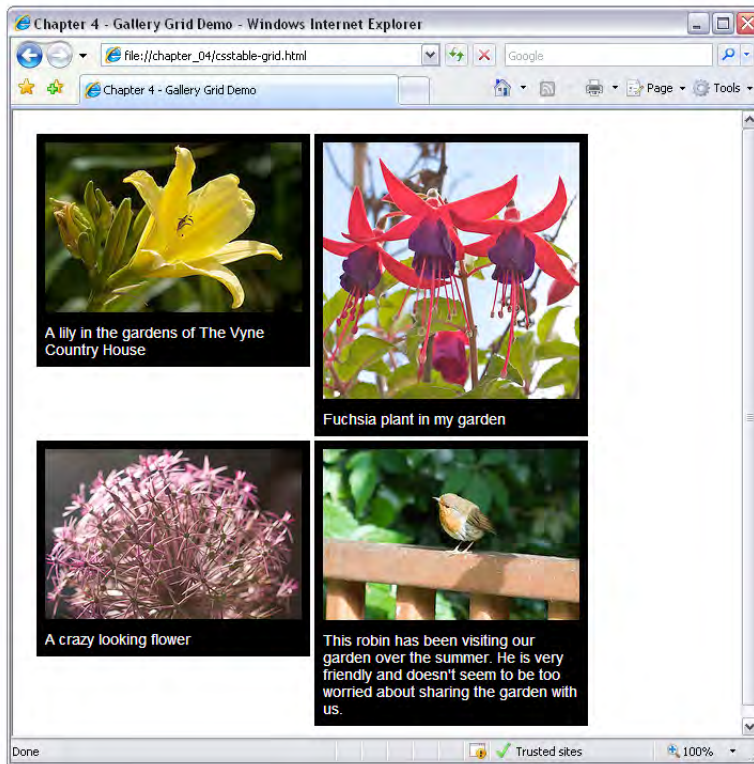 Chapter 4 - Gallery Grid Demo - Windows Internet Explorer
file://chapter_04/csstable-grid.html
Google
Chapter 4 - Gallery Grid Demo
Page
Tools
A lily in the gardens of The Vyne
Country House
Fuchsia plant in my garden
A crazy looking flower
This robin has been visiting our
garden over the summer. He is very
friendly and doesn't seem to be too
worried about sharing the garden with
us.
Done
Trusted sites
100%